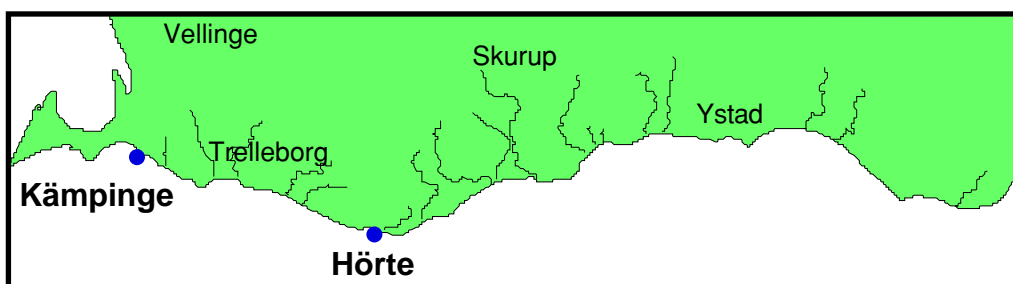 Vellinge
Skurup
Ystad
Trelleborg
Kämpinge
Hörte